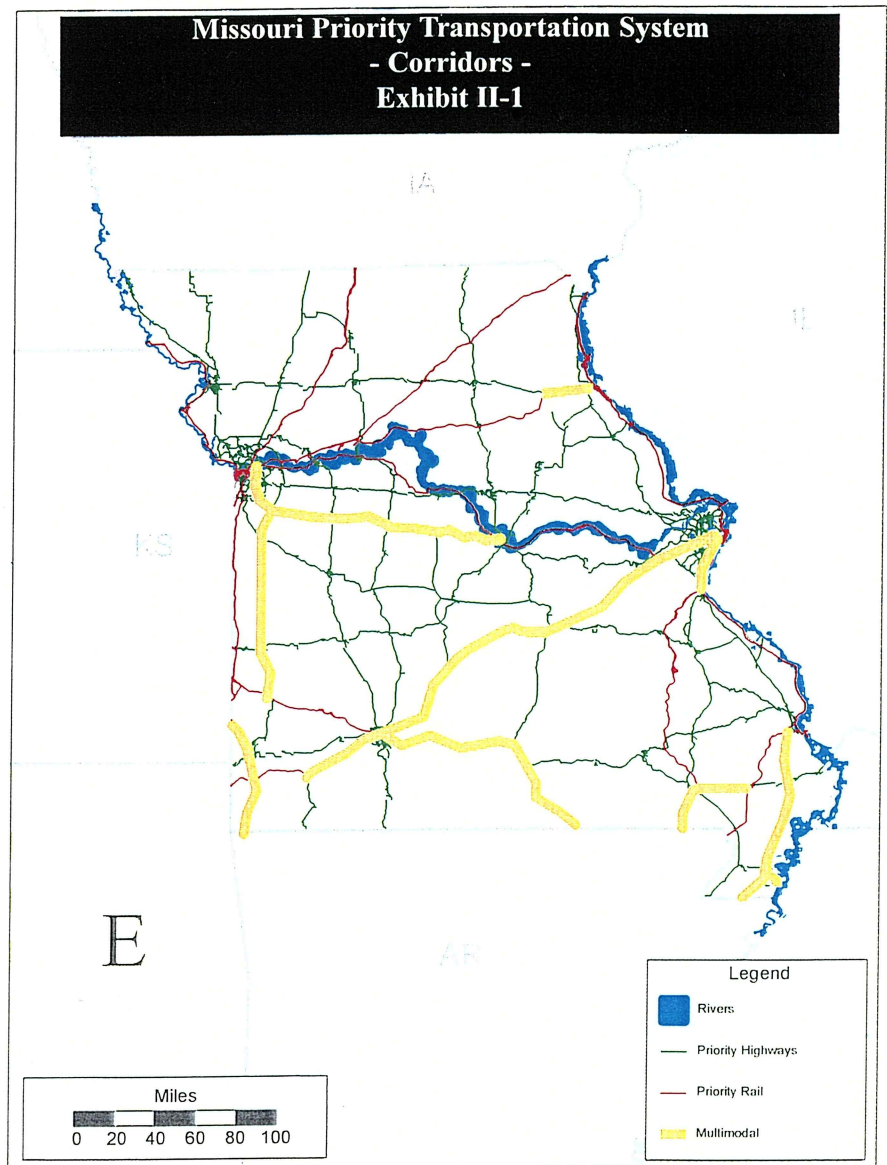 Missouri Priority Transportation System
- Corridors -
Exhibit II-1
IA
IL
KS
E
AR
Legend
Rivers
Priority Highways
Priority Rail
Multimodal
Miles
0 20 40 60 80 100